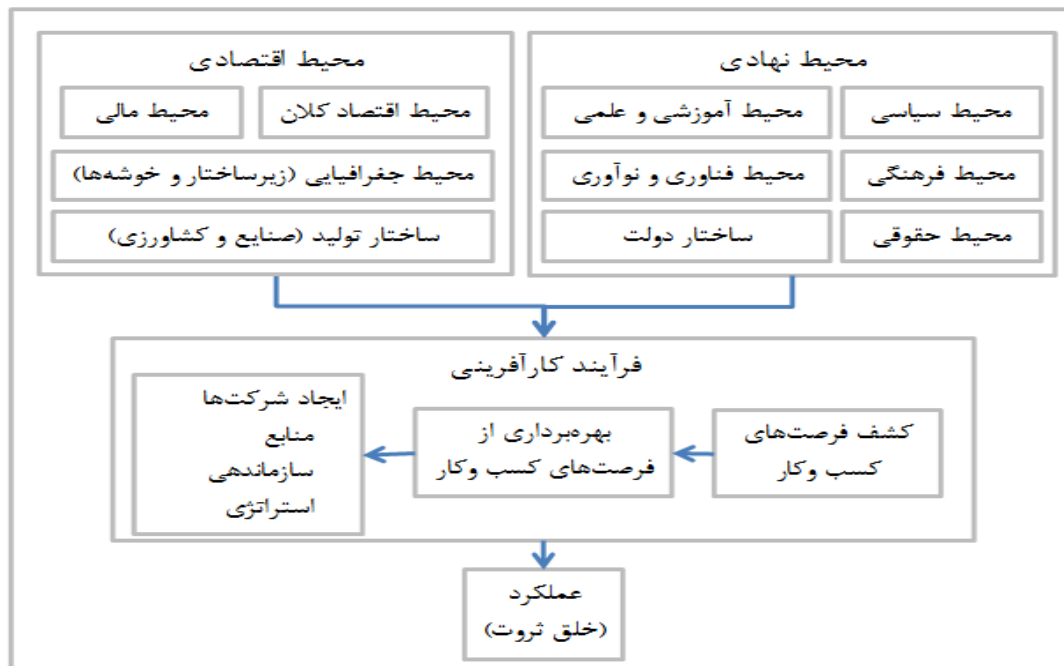 محیط نهادی
محیط سیاسی
محیط آموزشی و علمی
محیط فرهنگی
محیط فناوری و نوآوری
محیط حقوقی
ساختار دولت
محیط اقتصادی
محیط اقتصاد کلان
محیط مالی
محیط جغرافیایی (زیرساختار و خوشه‌ها)
ساختار تولید (صنایع و کشاورزی)
فرآیند کارآفرینی
کشف فرصت‌های
کسب وکار
بهره‌برداری از
فرصت‌های کسب وکار
ایجاد شرکت‌ها
منابع
سازماندهی
استراتژی
عملکرد
(خلق ثروت)